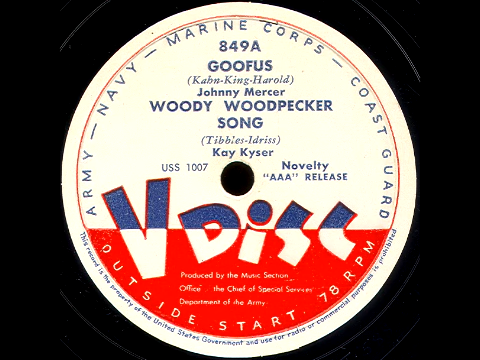 ARMY — NAVY — MARINE CORPS — COAST GUARD
849A
GOOFUS
(Kahn-King-Harold)
Johnny Mercer
WOODY WOODPECKER
SONG
(Tibbles-Idriss)
Kay Kyser
USS 1007
Novelty
"AAA" RELEASE
V DISC
Produced by the Music Section
Office the Chief of Special Services
Department of the Army
OUTSIDE START. 78 RPM
This record is the property of the United States Government and use for radio or commercial purposes is prohibited